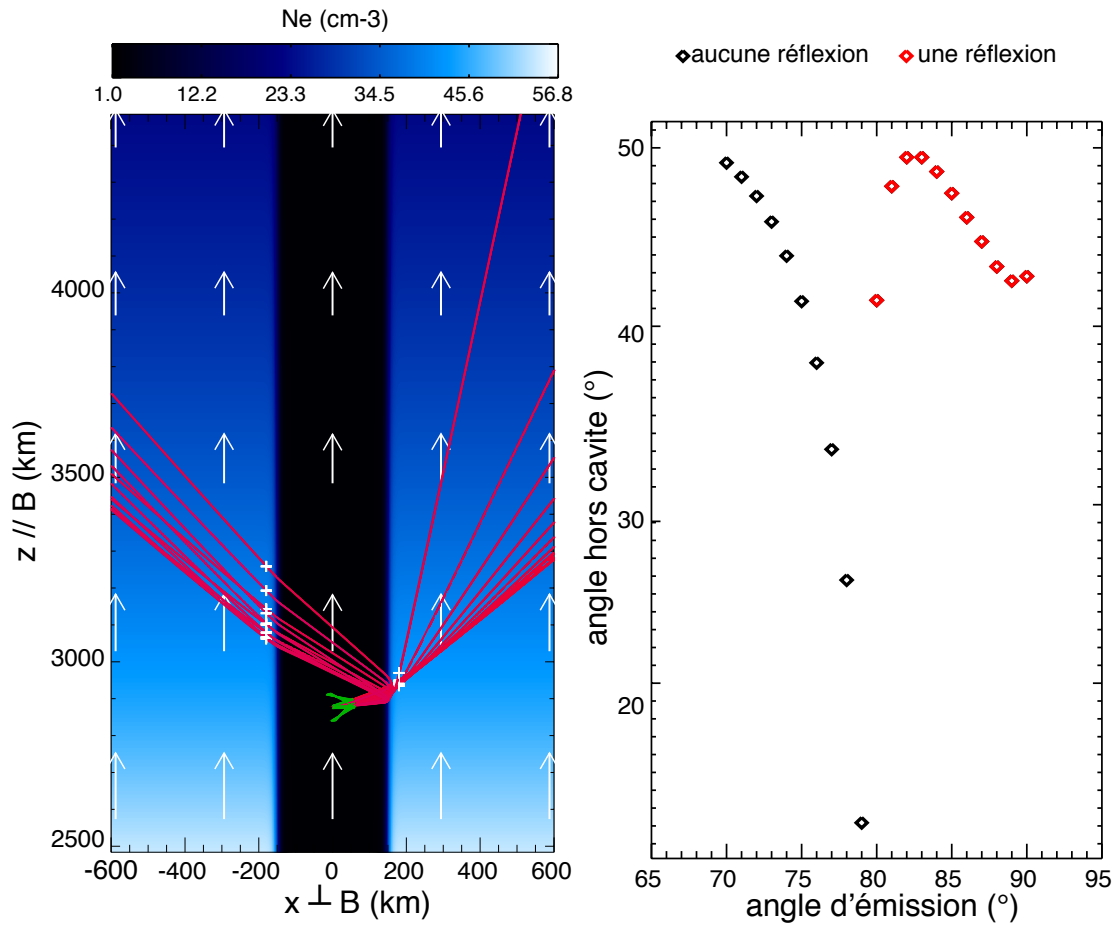 Ne (cm-3)
1.0 12.2 23.3 34.5 45.6 56.8
4000
3500
3000
2500
z // B (km)
-600 -400 -200 0 200 400 600
x ⊥ B (km)
aucune réflexion une réflexion
50
40
30
20
angle hors cavite (°)
65 70 75 80 85 90 95
angle d'émission (°)